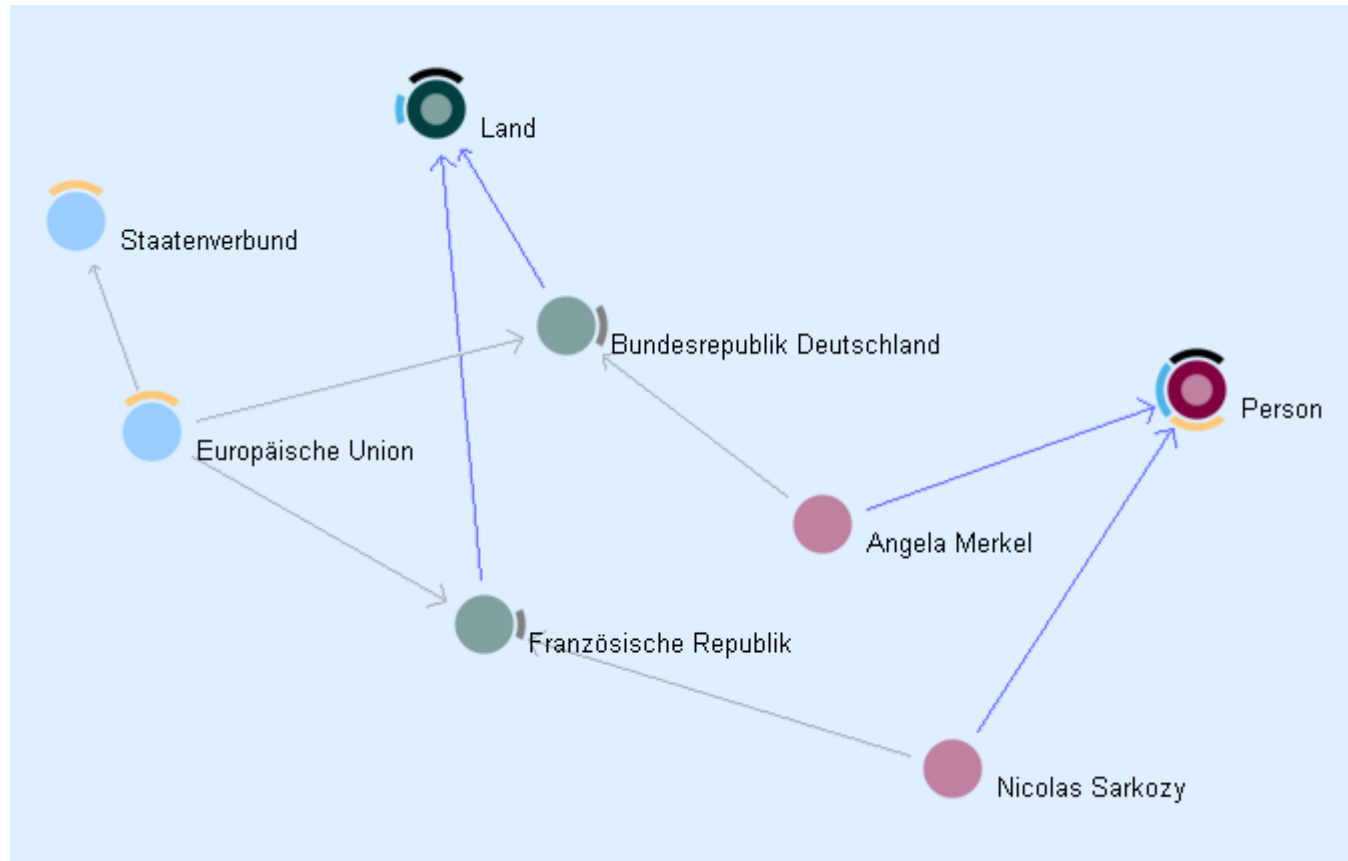 Land
Staatenverbund
Bundesrepublik Deutschland
Person
Europäische Union
Angela Merkel
Französische Republik
Nicolas Sarkozy